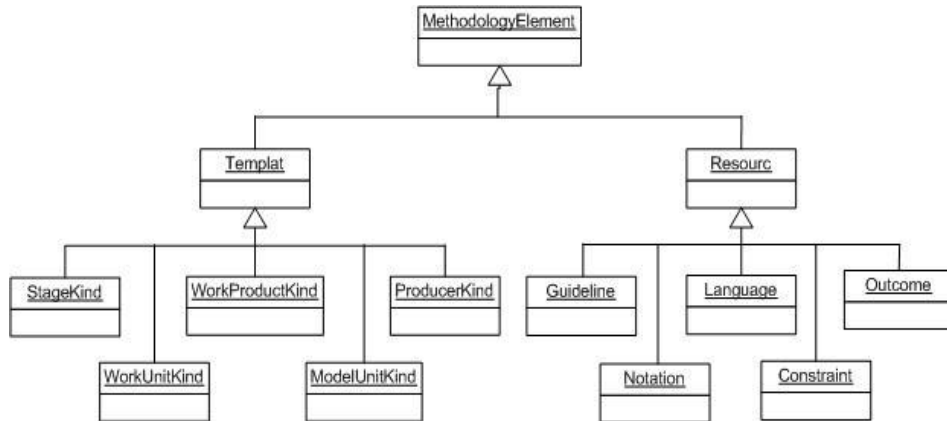 MethodologyElement
Templat
Resourc
StageKind
WorkProductKind
ProducerKind
Guideline
Language
Outcome
WorkUnitKind
ModelUnitKind
Notation
Constraint